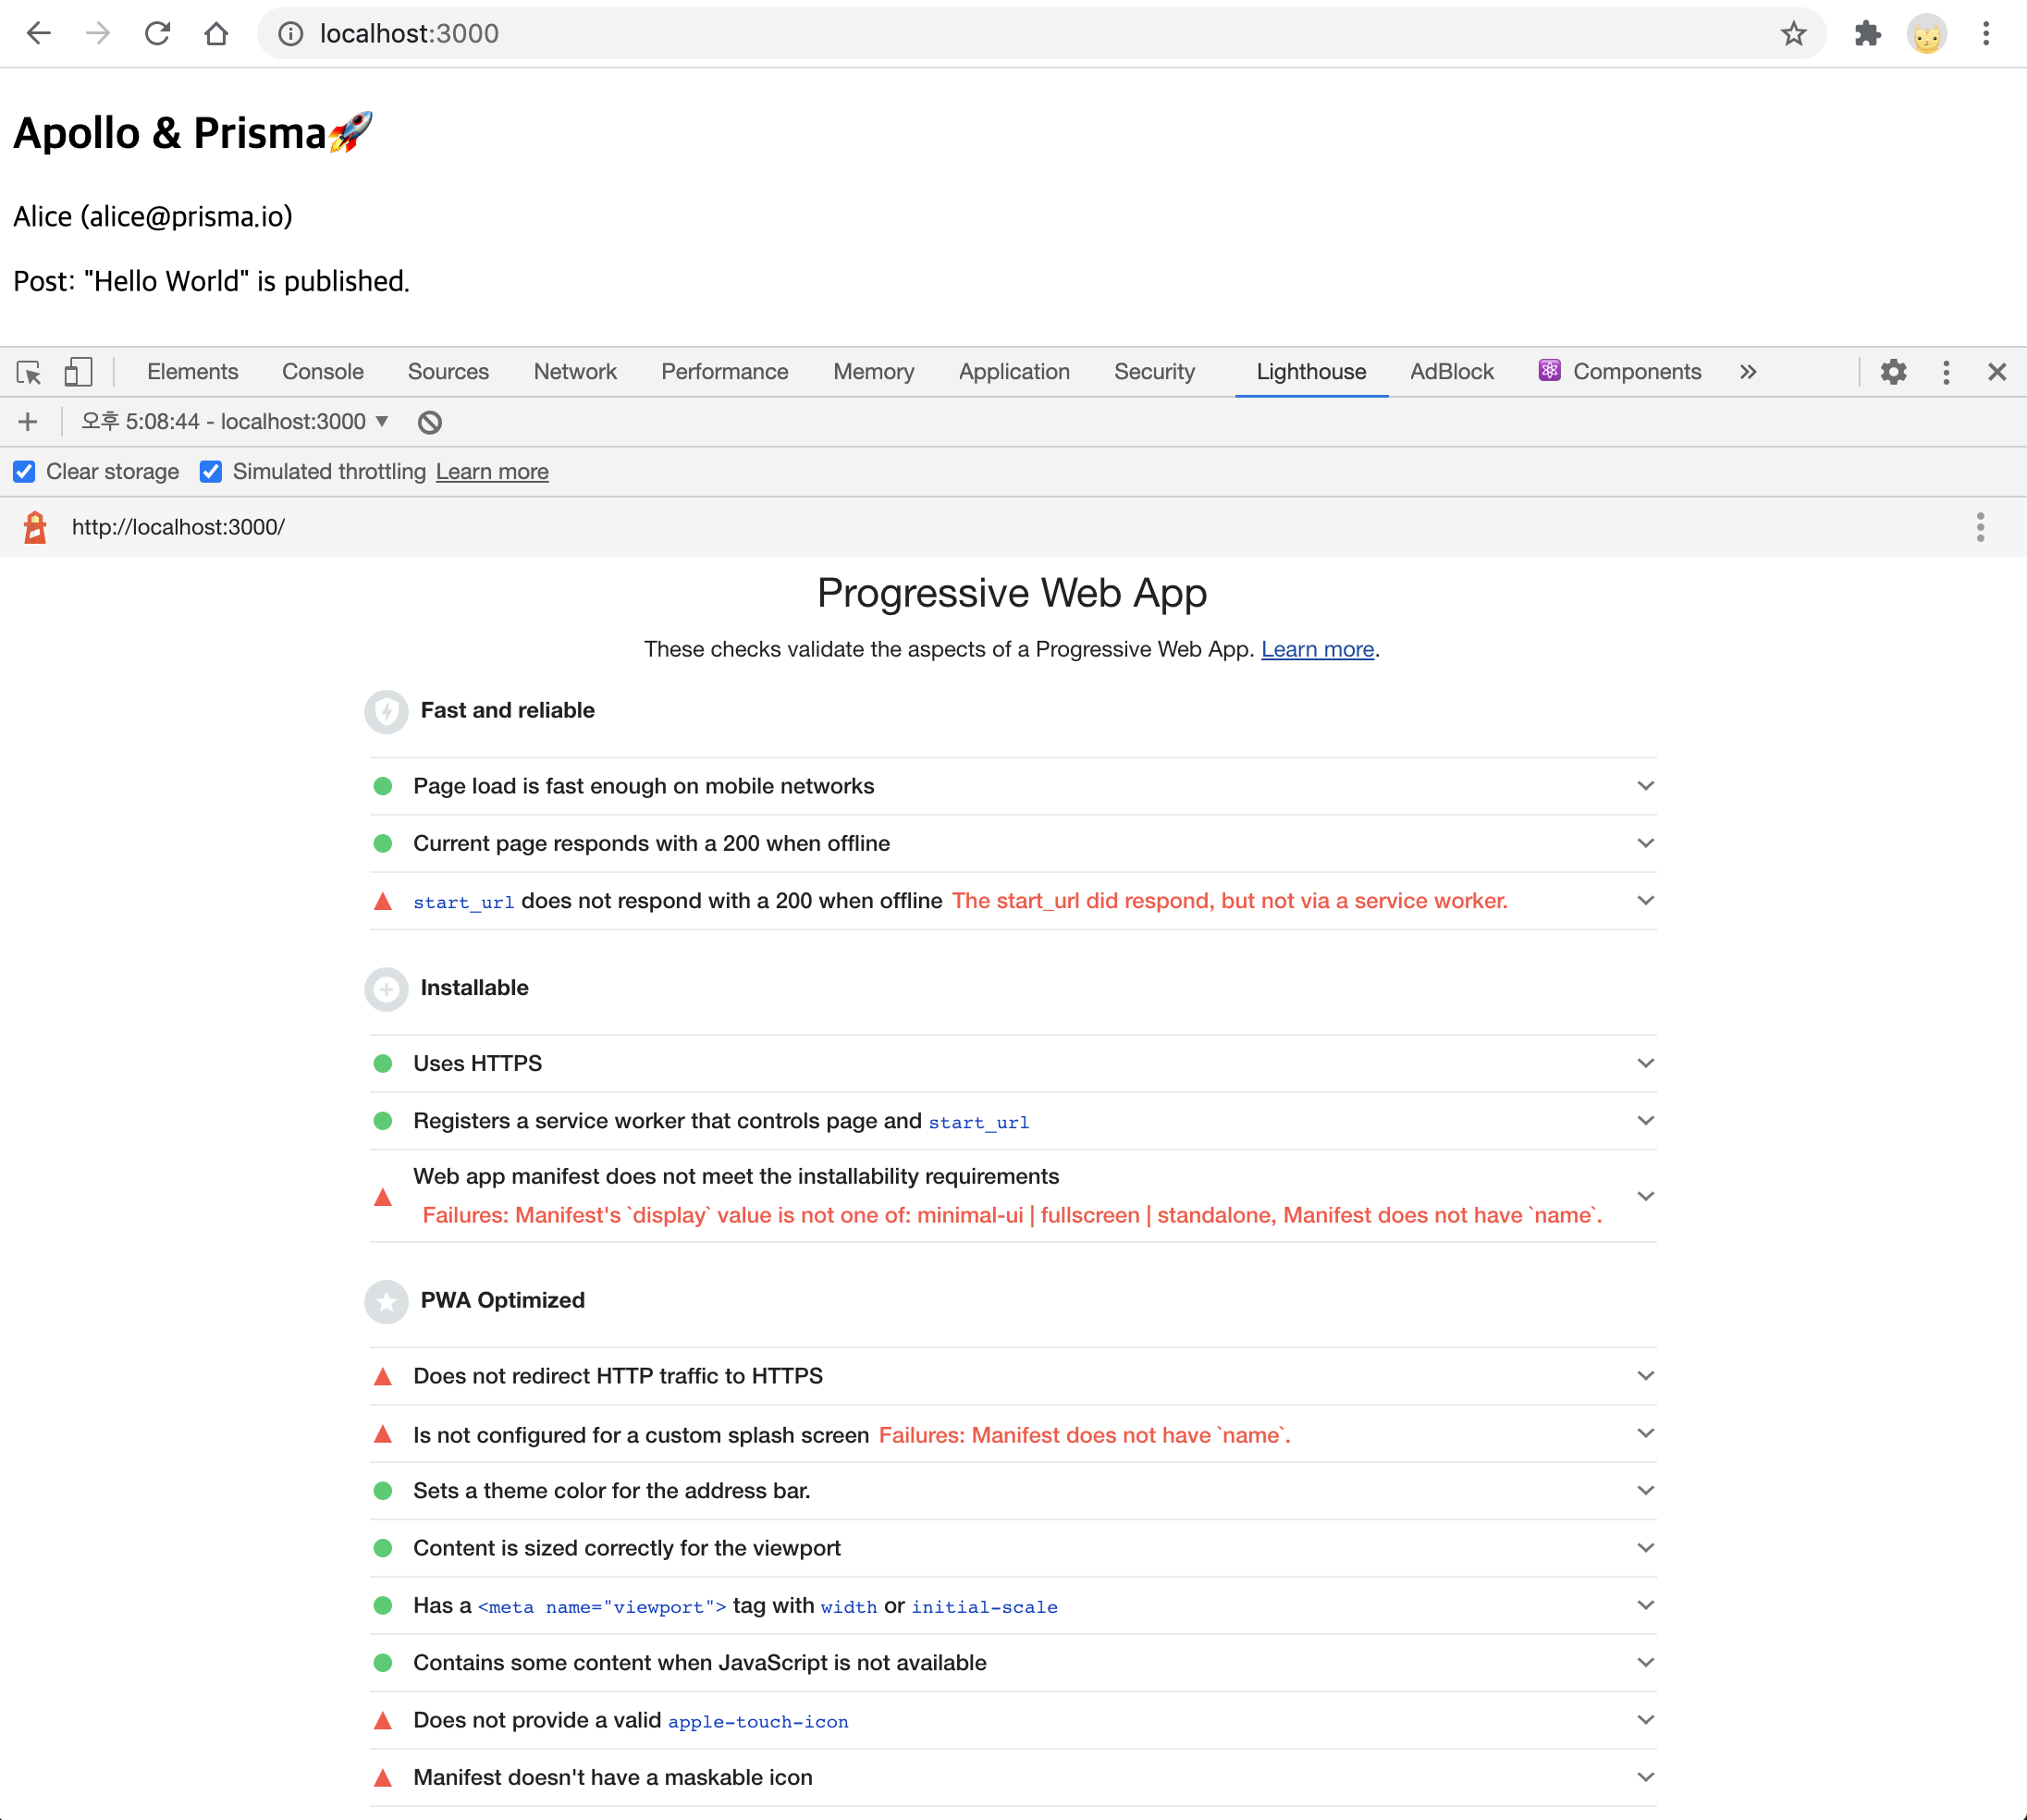 localhost:3000
Apollo & Prisma🚀
Alice (alice@prisma.io)
Post: "Hello World" is published.
Elements Console Sources Network Performance Memory Application Security Lighthouse AdBlock Components »
오후 5:08:44 - localhost:3000 ▼
Clear storage Simulated throttling Learn more
http://localhost:3000/
Progressive Web App
These checks validate the aspects of a Progressive Web App. Learn more.
Fast and reliable
Page load is fast enough on mobile networks
Current page responds with a 200 when offline
start_url does not respond with a 200 when offline The start_url did respond, but not via a service worker.
Installable
Uses HTTPS
Registers a service worker that controls page and start_url
Web app manifest does not meet the installability requirements
Failures: Manifest's `display` value is not one of: minimal-ui | fullscreen | standalone, Manifest does not have `name`.
PWA Optimized
Does not redirect HTTP traffic to HTTPS
Is not configured for a custom splash screen Failures: Manifest does not have `name`.
Sets a theme color for the address bar.
Content is sized correctly for the viewport
Has a <meta name="viewport"> tag with width or initial-scale
Contains some content when JavaScript is not available
Does not provide a valid apple-touch-icon
Manifest doesn't have a maskable icon